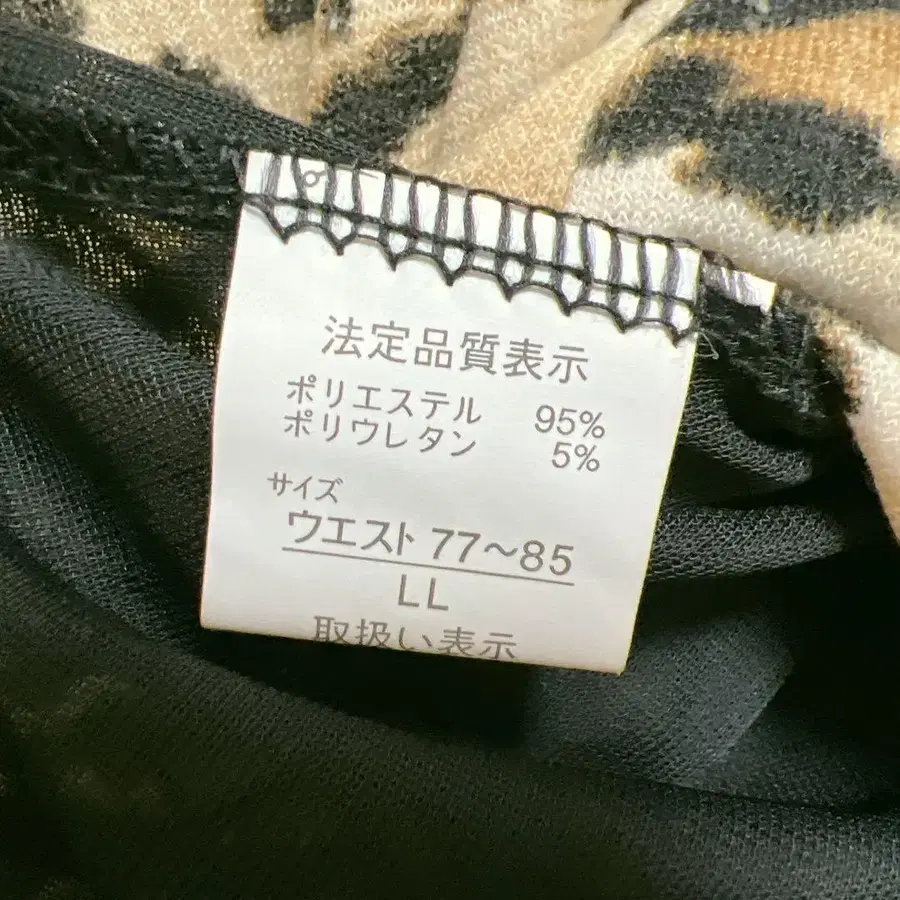 法定品質表示
ポリエステル 95%
ポリウレタン 5%
サイズ
ウエスト 77〜85
LL
取扱い表示